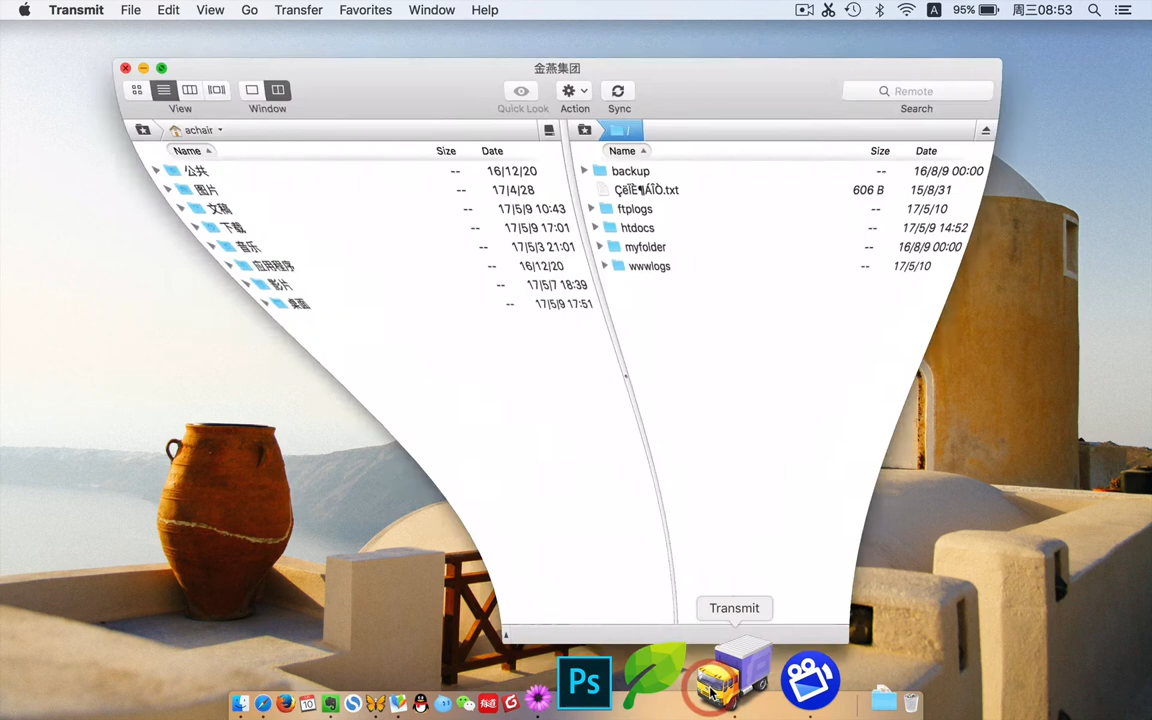 Transmit File Edit View Go Transfer Favorites Window Help A 95% 周三08:53
金燕集团
Remote
View Window Quick Look Action Sync Search
achair /
Name Size Date Name Size Date
公共 -- 16/12/20 backup -- 16/8/9 00:00
图片 -- 17/4/28 ÇëÏÈ¶ÁÎÒ.txt 606 B 15/8/31
文稿 -- 17/5/9 10:43 ftplogs -- 17/5/10
下载 -- 17/5/9 17:01 htdocs -- 17/5/9 14:52
音乐 -- 17/5/3 21:01 myfolder -- 16/8/9 00:00
应用程序 -- 16/12/20 wwwlogs -- 17/5/10
影片 -- 17/5/7 18:39
桌面 -- 17/5/9 17:51
Transmit
Ps
10 有道